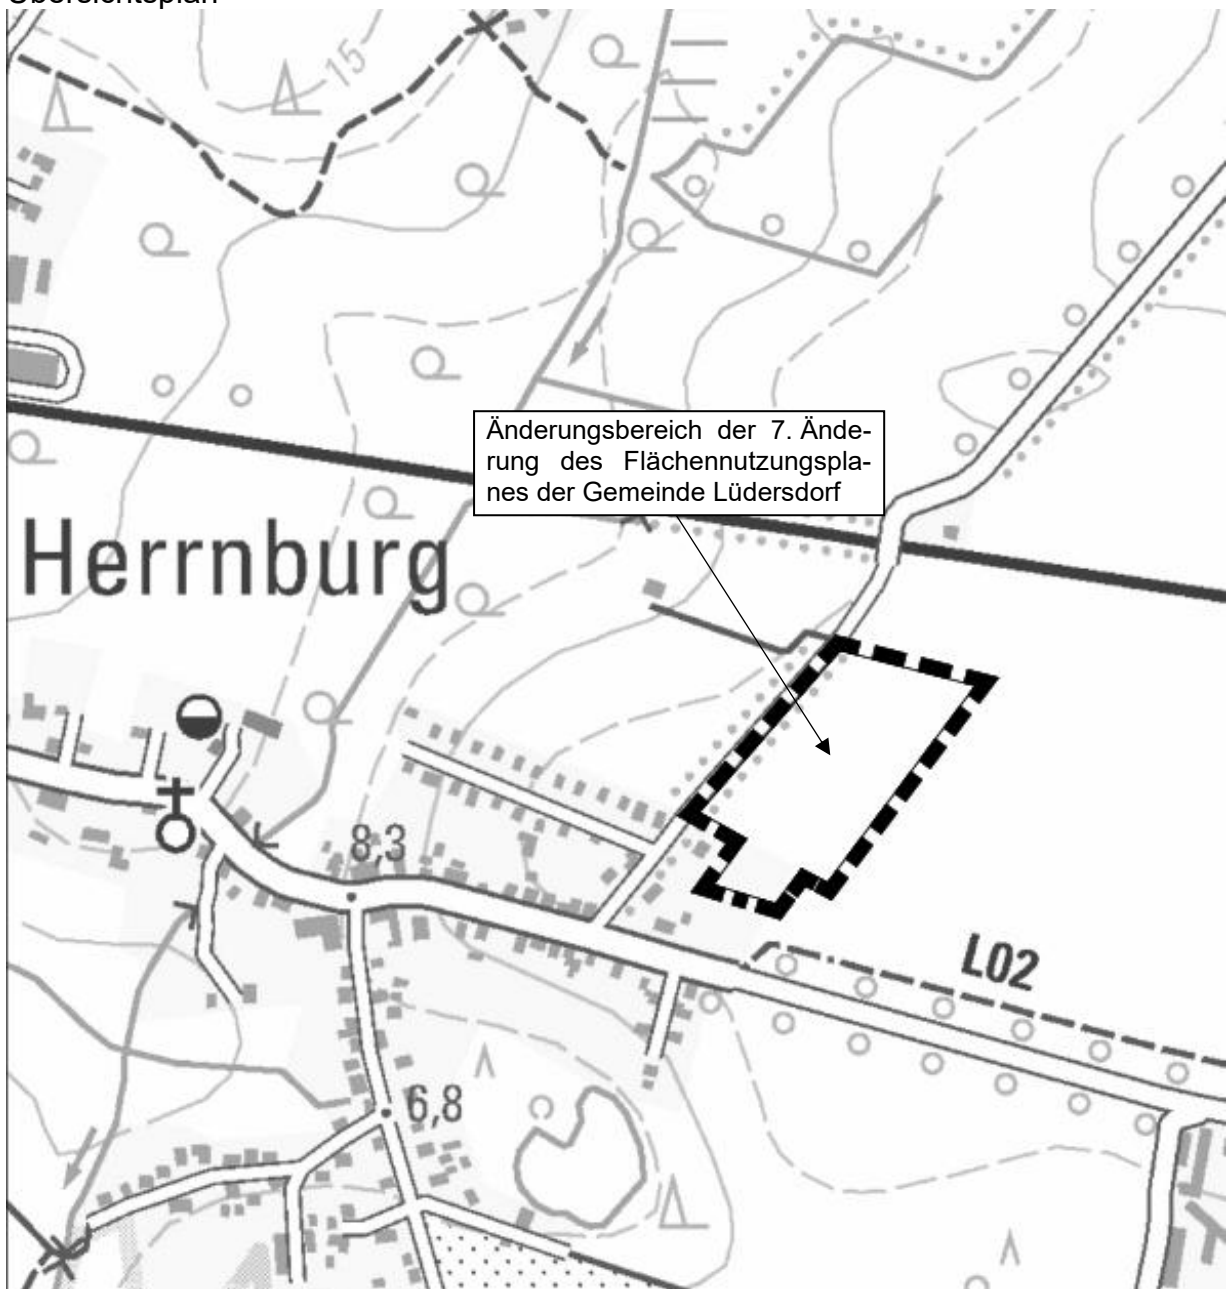 Übersichtsplan
15
Änderungsbereich der 7. Ände-
rung des Flächennutzungspla-
nes der Gemeinde Lüdersdorf
Herrnburg
8,3
L02
6,8